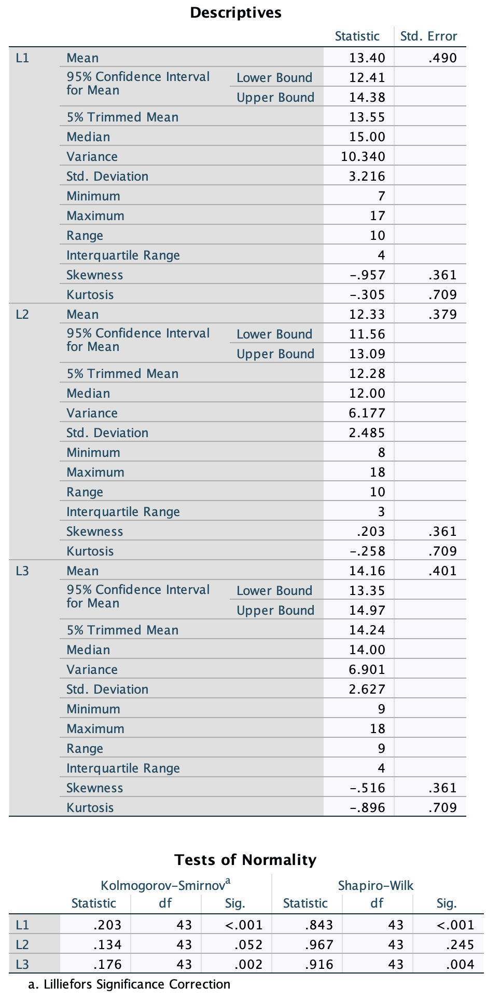 Descriptives
Statistic Std. Error
L1 Mean 13.40 .490
95% Confidence Interval for Mean Lower Bound 12.41
Upper Bound 14.38
5% Trimmed Mean 13.55
Median 15.00
Variance 10.340
Std. Deviation 3.216
Minimum 7
Maximum 17
Range 10
Interquartile Range 4
Skewness -.957 .361
Kurtosis -.305 .709
L2 Mean 12.33 .379
95% Confidence Interval for Mean Lower Bound 11.56
Upper Bound 13.09
5% Trimmed Mean 12.28
Median 12.00
Variance 6.177
Std. Deviation 2.485
Minimum 8
Maximum 18
Range 10
Interquartile Range 3
Skewness .203 .361
Kurtosis -.258 .709
L3 Mean 14.16 .401
95% Confidence Interval for Mean Lower Bound 13.35
Upper Bound 14.97
5% Trimmed Mean 14.24
Median 14.00
Variance 6.901
Std. Deviation 2.627
Minimum 9
Maximum 18
Range 9
Interquartile Range 4
Skewness -.516 .361
Kurtosis -.896 .709
Tests of Normality
Kolmogorov-Smirnovᵃ Shapiro-Wilk
Statistic df Sig. Statistic df Sig.
L1 .203 43 <.001 .843 43 <.001
L2 .134 43 .052 .967 43 .245
L3 .176 43 .002 .916 43 .004
a. Lilliefors Significance Correction